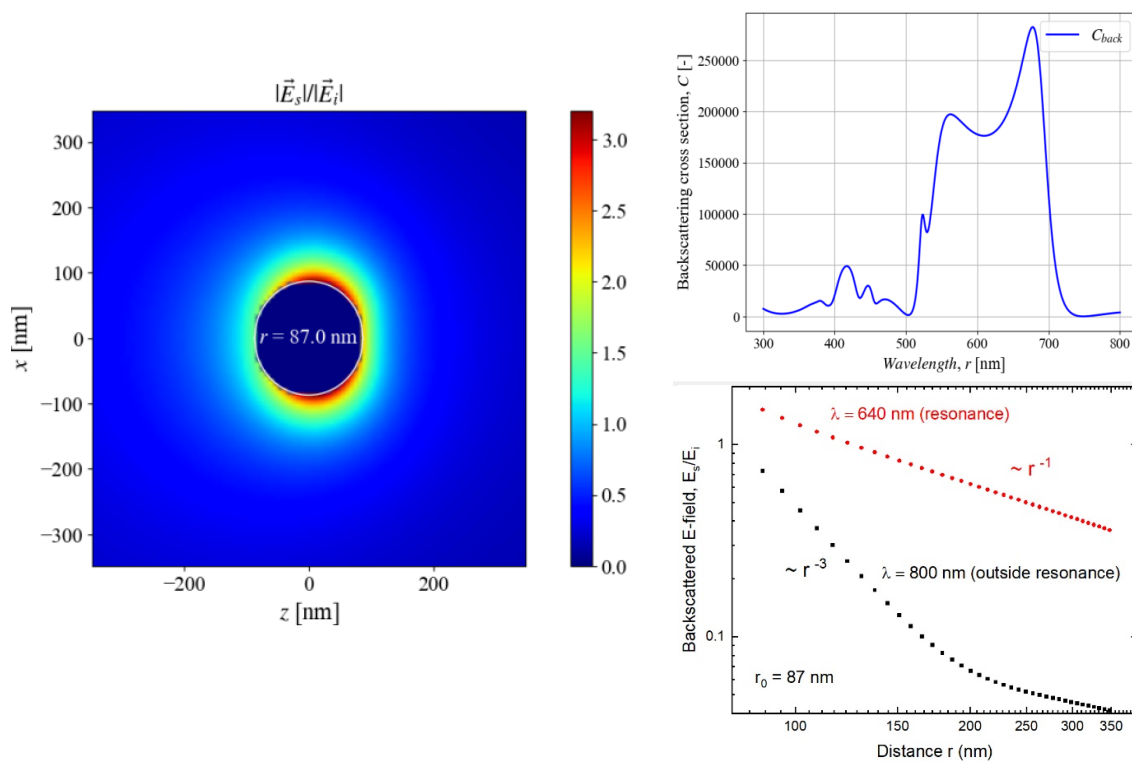 |E⃗s|/|E⃗i|
300
200
100
0
−100
−200
−300
x [nm]
r = 87.0 nm
−200
0
200
z [nm]
3.0
2.5
2.0
1.5
1.0
0.5
0.0
C_back
Backscattering cross section, C [-]
250000
200000
150000
100000
50000
0
300
400
500
600
700
800
Wavelength, r [nm]
Backscattered E-field, Es/Ei
1
0.1
λ = 640 nm (resonance)
~ r⁻¹
~ r⁻³
λ = 800 nm (outside resonance)
r₀ = 87 nm
100
150
200
250
300
350
Distance r (nm)